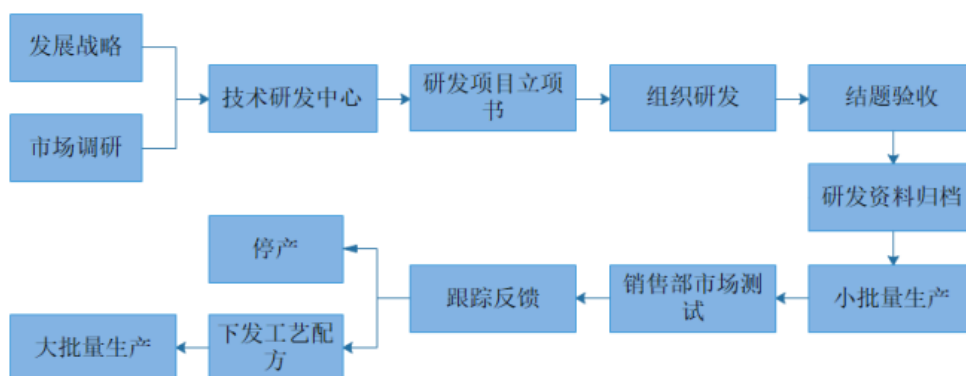 发展战略
市场调研
技术研发中心
研发项目立项
书
组织研发
结题验收
研发资料归档
小批量生产
销售部市场测
试
跟踪反馈
停产
下发工艺配
方
大批量生产